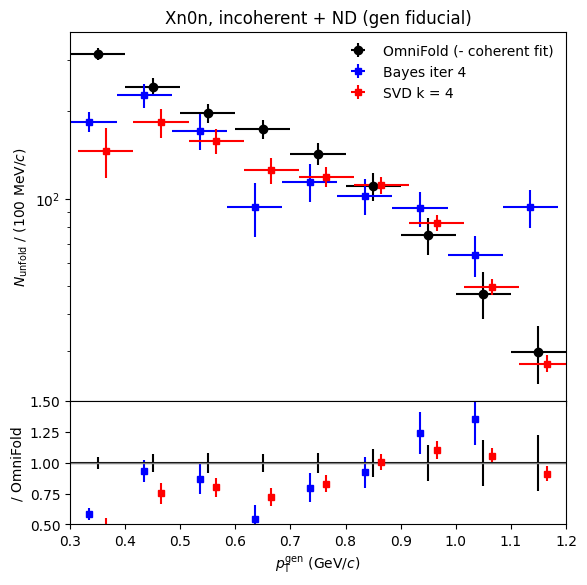 Xn0n, incoherent + ND (gen fiducial)
OmniFold (- coherent fit)
Bayes iter 4
SVD k = 4
N_unfold / (100 MeV/c)
10^2
/ OmniFold
1.50
1.25
1.00
0.75
0.50
0.3 0.4 0.5 0.6 0.7 0.8 0.9 1.0 1.1 1.2
p_T^gen (GeV/c)